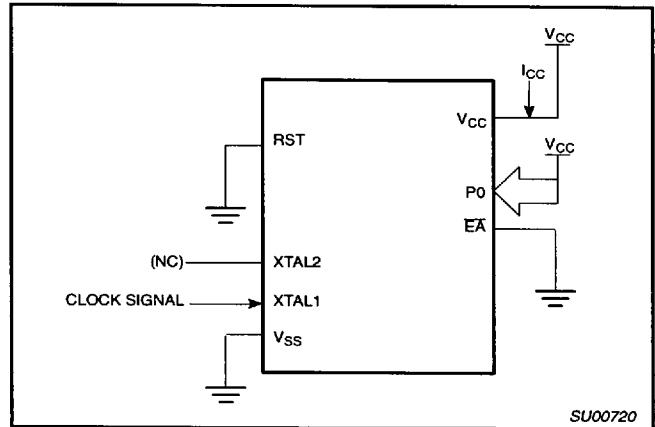 VCC
ICC
VCC
RST
VCC
P0
EA
(NC)
XTAL2
CLOCK SIGNAL
XTAL1
VSS
SU00720